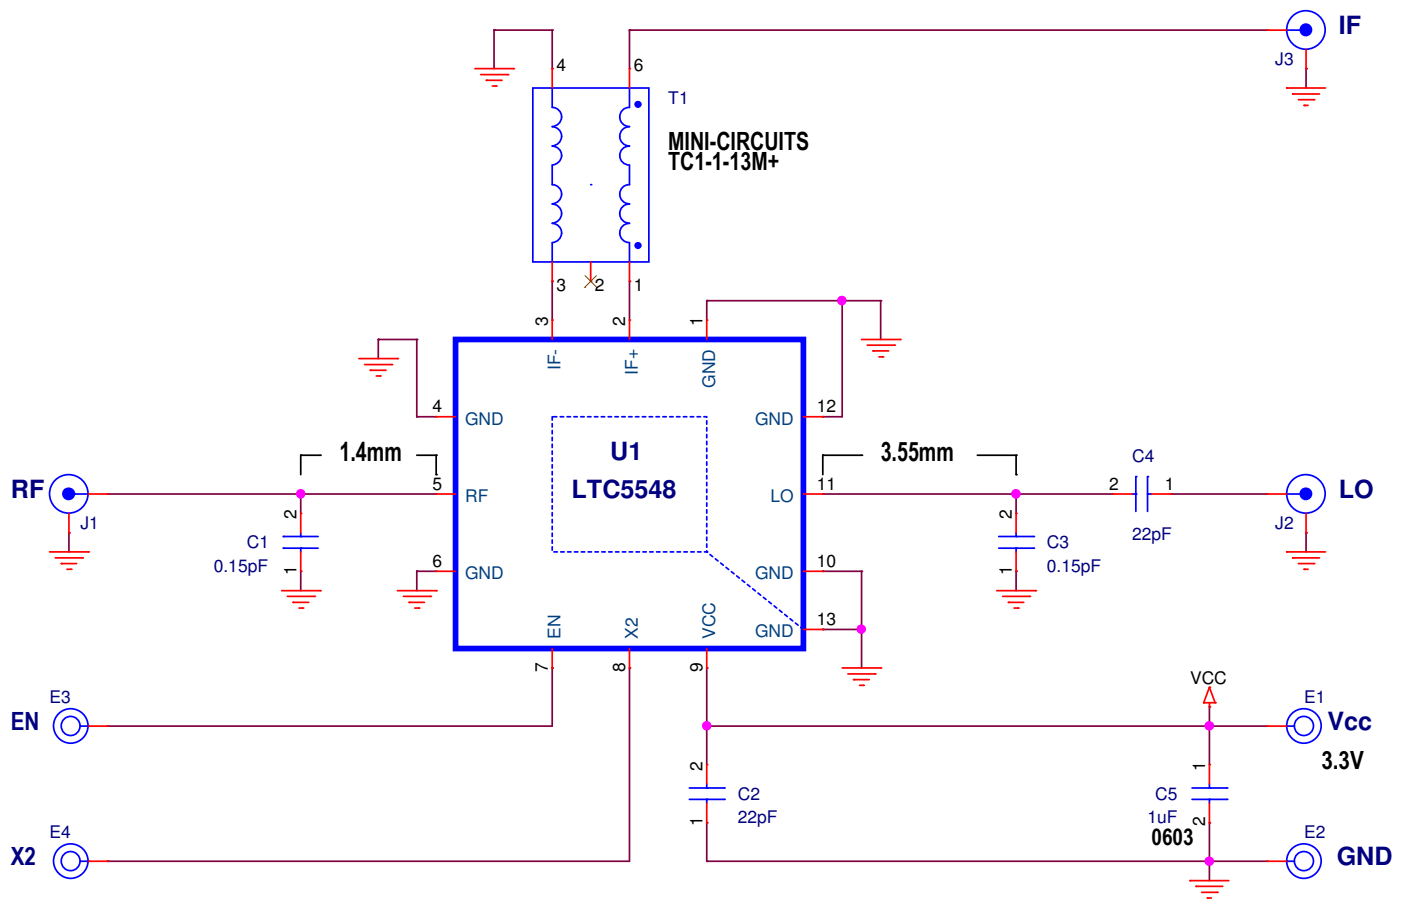 IF
J3
4
6
T1
MINI-CIRCUITS
TC1-1-13M+
3
2
1
3
2
1
IF-
IF+
GND
4
GND
GND
12
1.4mm
U1
3.55mm
C4
RF
5
RF
LTC5548
LO
11
2
1
LO
J1
2
C1
0.15pF
1
2
C3
0.15pF
1
22pF
J2
6
GND
GND
10
EN
X2
VCC
GND
13
7
8
9
VCC
E3
EN
E1
Vcc
3.3V
2
C2
22pF
1
1
C5
1uF
2
0603
E4
X2
E2
GND